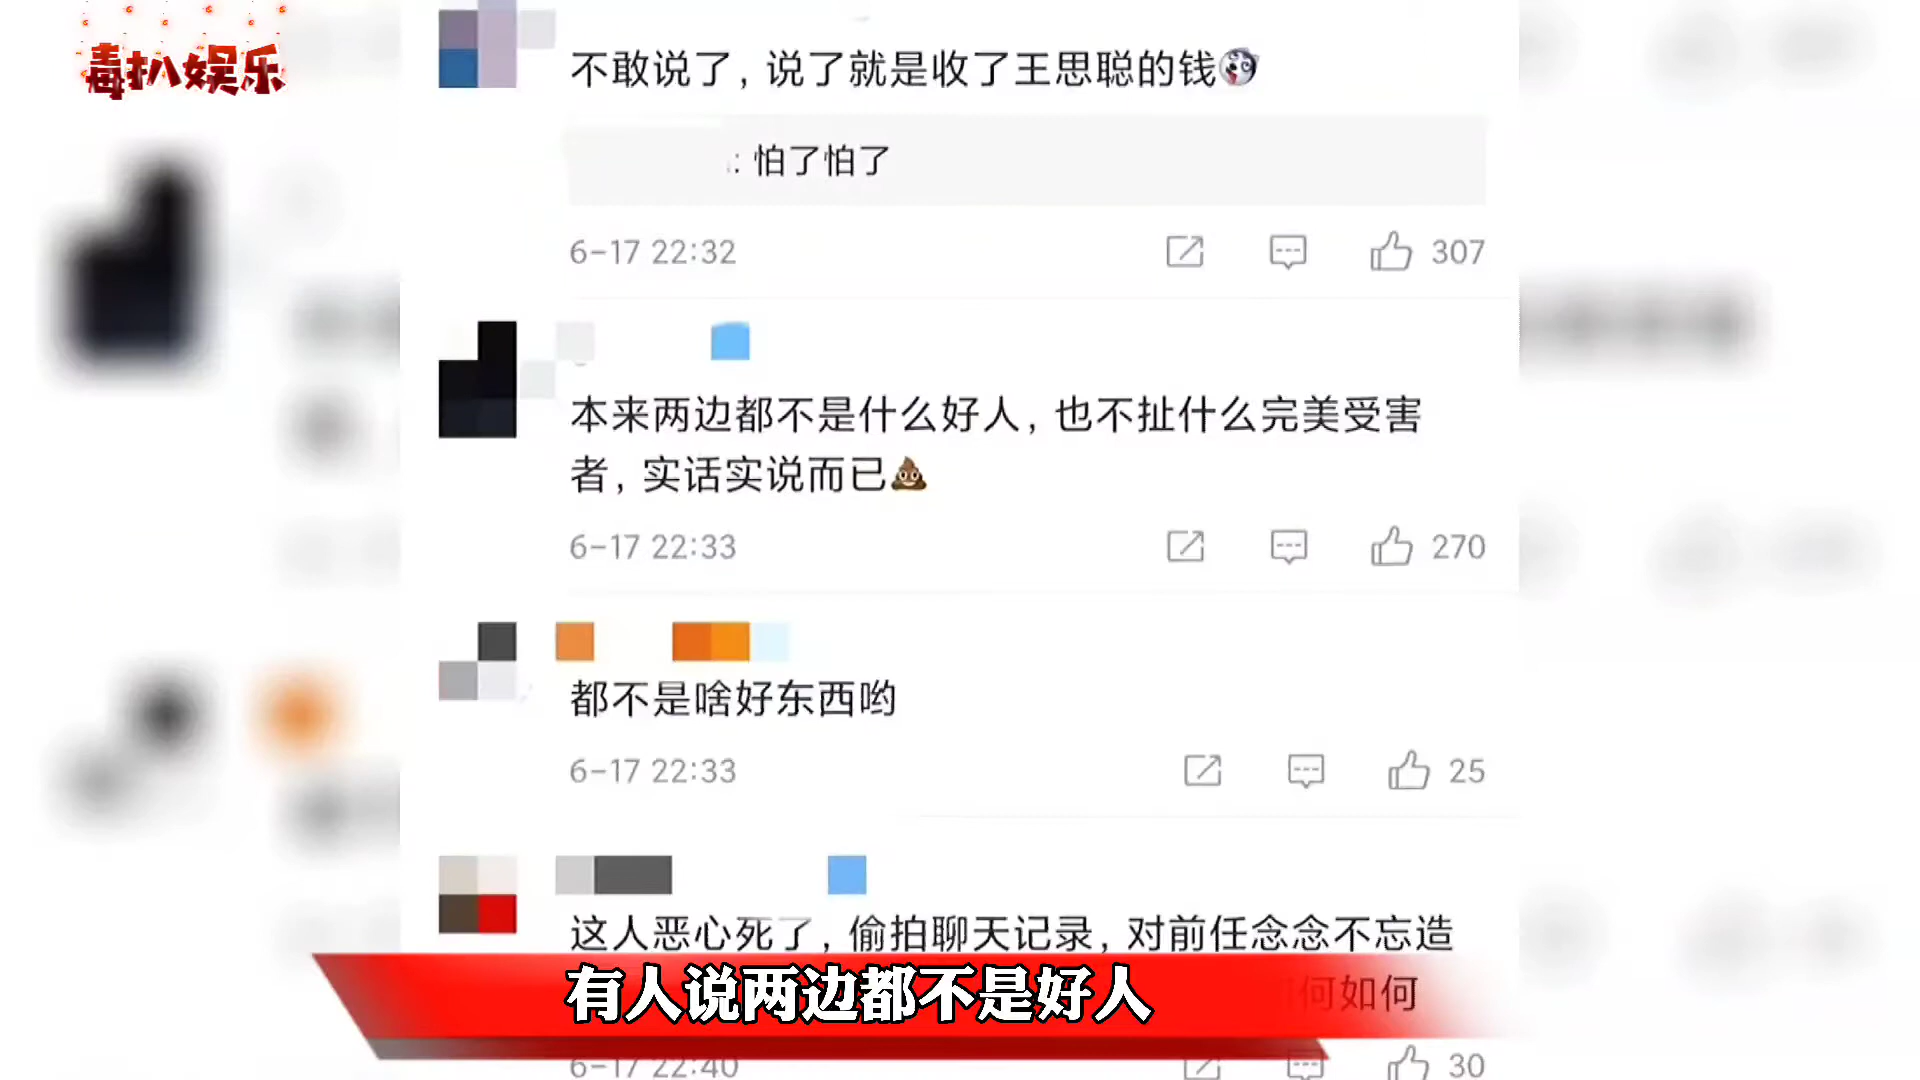 毒扒娱乐
不敢说了，说了就是收了王思聪的钱
: 怕了怕了
6-17 22:32
307
本来两边都不是什么好人，也不扯什么完美受害
者，实话实说而已💩
6-17 22:33
270
都不是啥好东西哟
6-17 22:33
25
这人恶心死了，偷拍聊天记录，对前任念念不忘造
何如何
有人说两边都不是好人
6-17 22:40
30